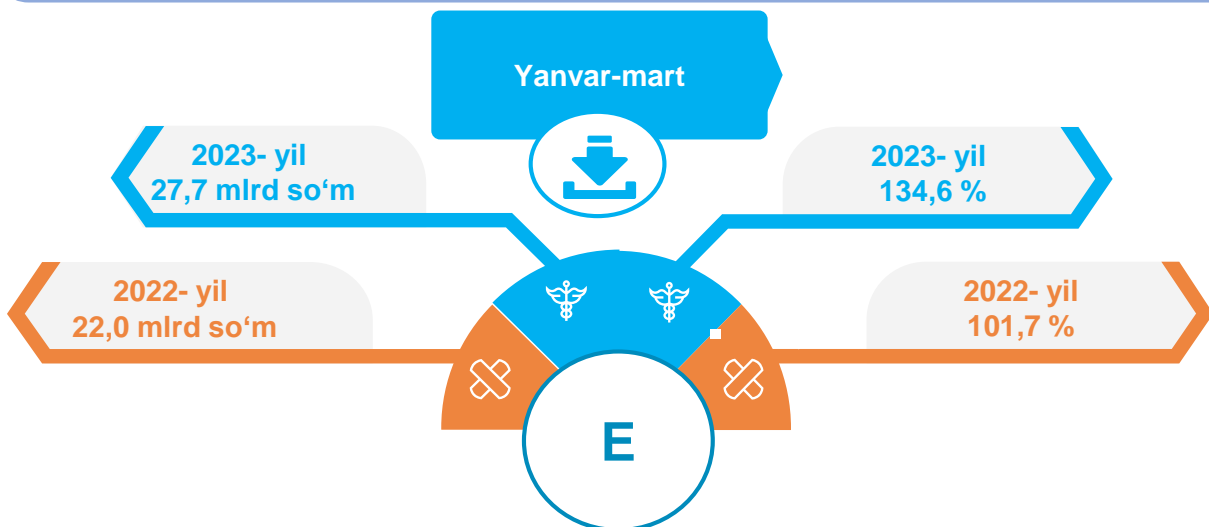 Yanvar-mart
2023- yil
27,7 mlrd so‘m
2023- yil
134,6 %
2022- yil
22,0 mlrd so‘m
2022- yil
101,7 %
E